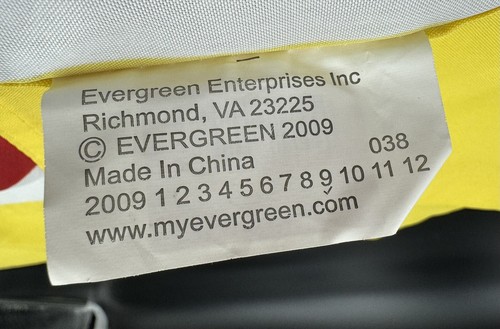 Evergreen Enterprises Inc
Richmond, VA 23225
© EVERGREEN 2009
Made In China 038
2009 1 2 3 4 5 6 7 8 9 10 11 12
www.myevergreen.com